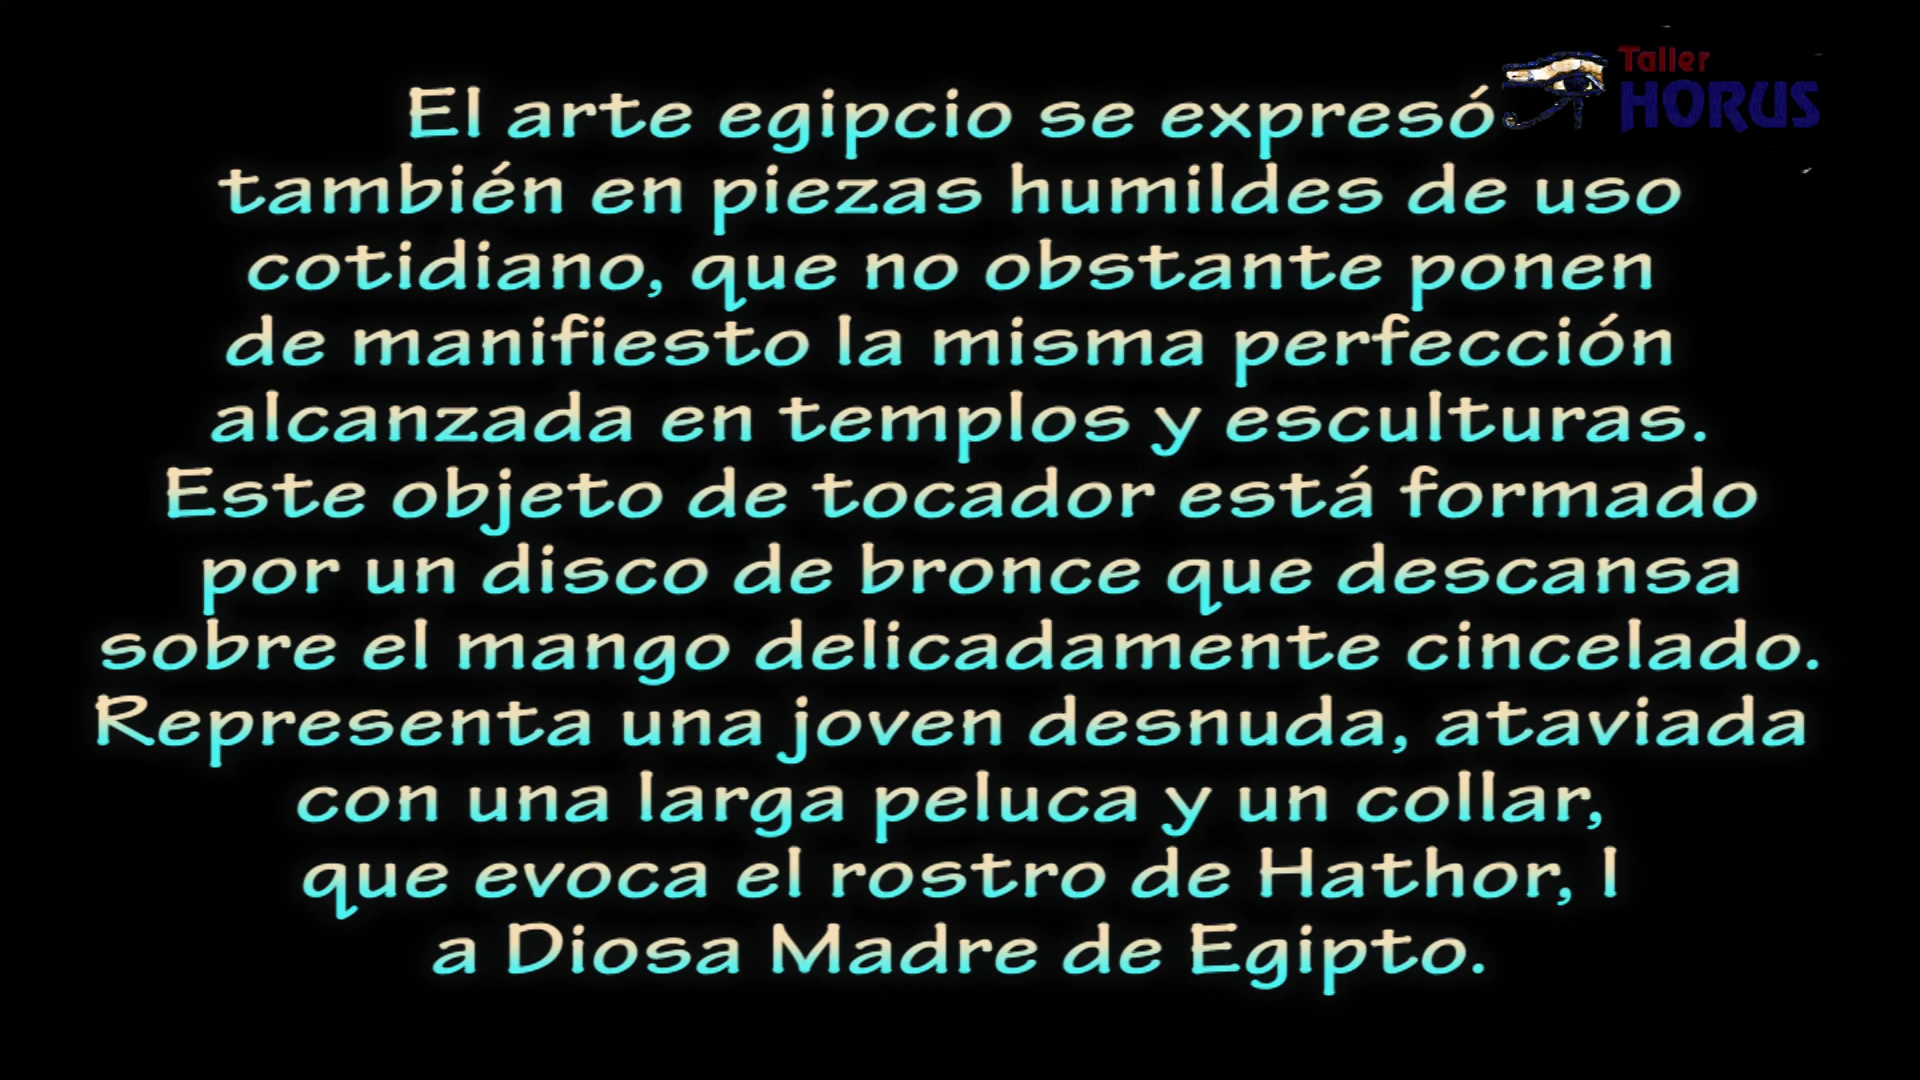 Taller
HORUS
El arte egipcio se expresó
también en piezas humildes de uso
cotidiano, que no obstante ponen
de manifiesto la misma perfección
alcanzada en templos y esculturas.
Este objeto de tocador está formado
por un disco de bronce que descansa
sobre el mango delicadamente cincelado.
Representa una joven desnuda, ataviada
con una larga peluca y un collar,
que evoca el rostro de Hathor, l
a Diosa Madre de Egipto.